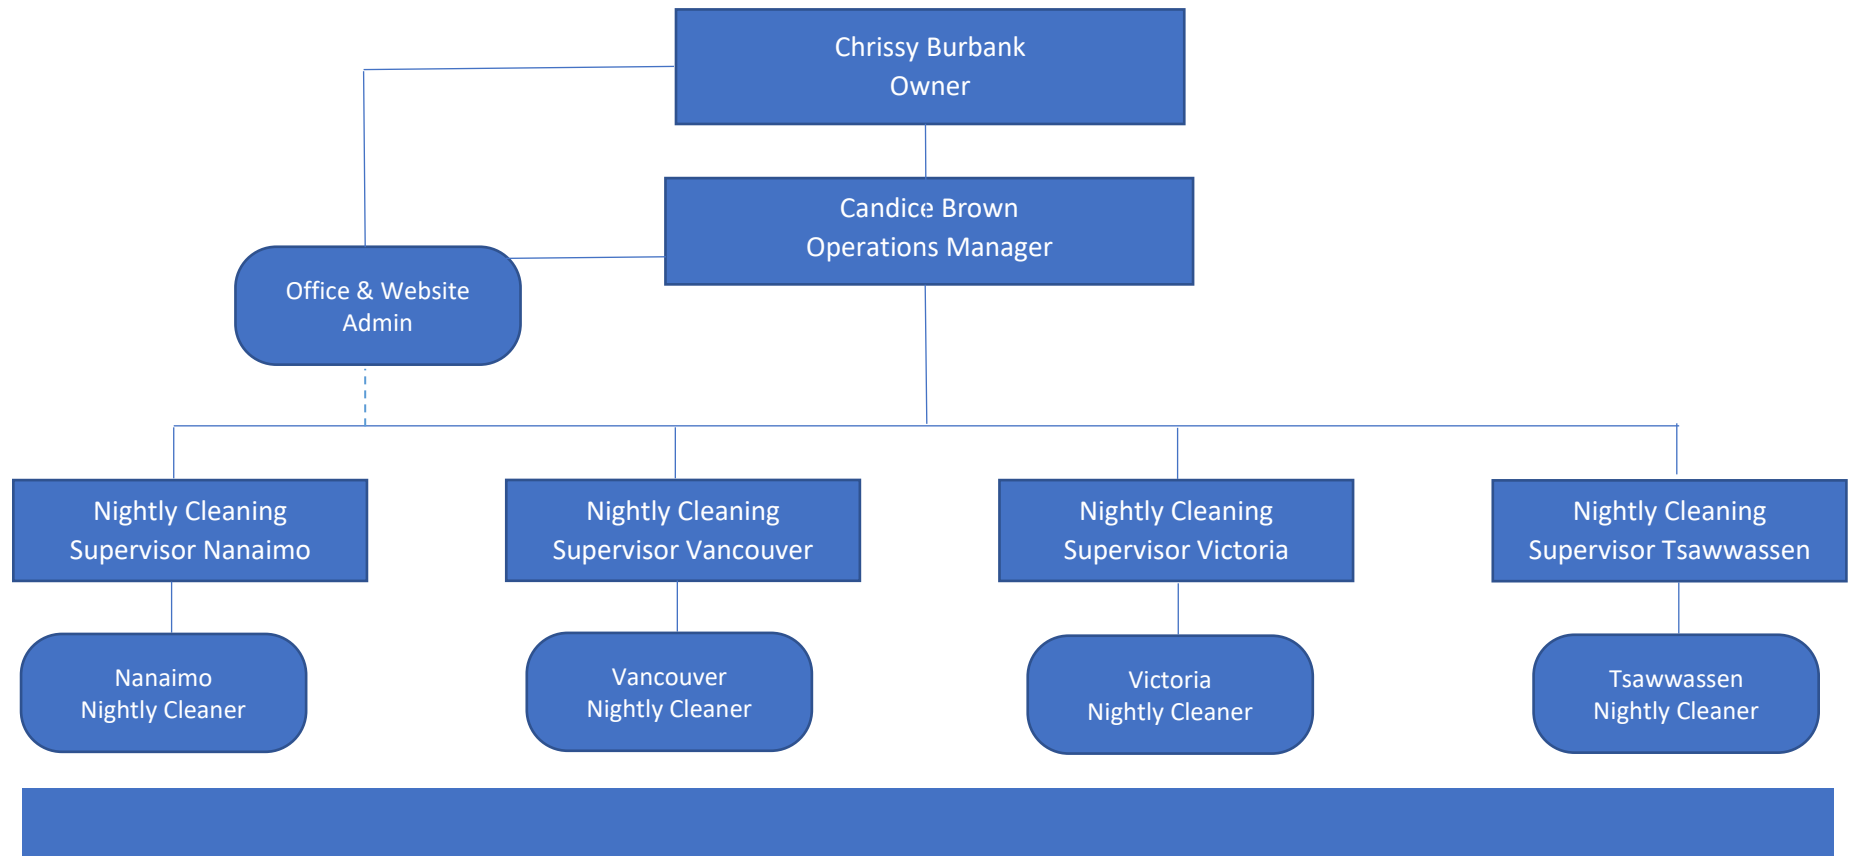 Chrissy Burbank
Owner
Candice Brown
Operations Manager
Office & Website
Admin
Nightly Cleaning
Supervisor Nanaimo
Nightly Cleaning
Supervisor Vancouver
Nightly Cleaning
Supervisor Victoria
Nightly Cleaning
Supervisor Tsawwassen
Nanaimo
Nightly Cleaner
Vancouver
Nightly Cleaner
Victoria
Nightly Cleaner
Tsawwassen
Nightly Cleaner